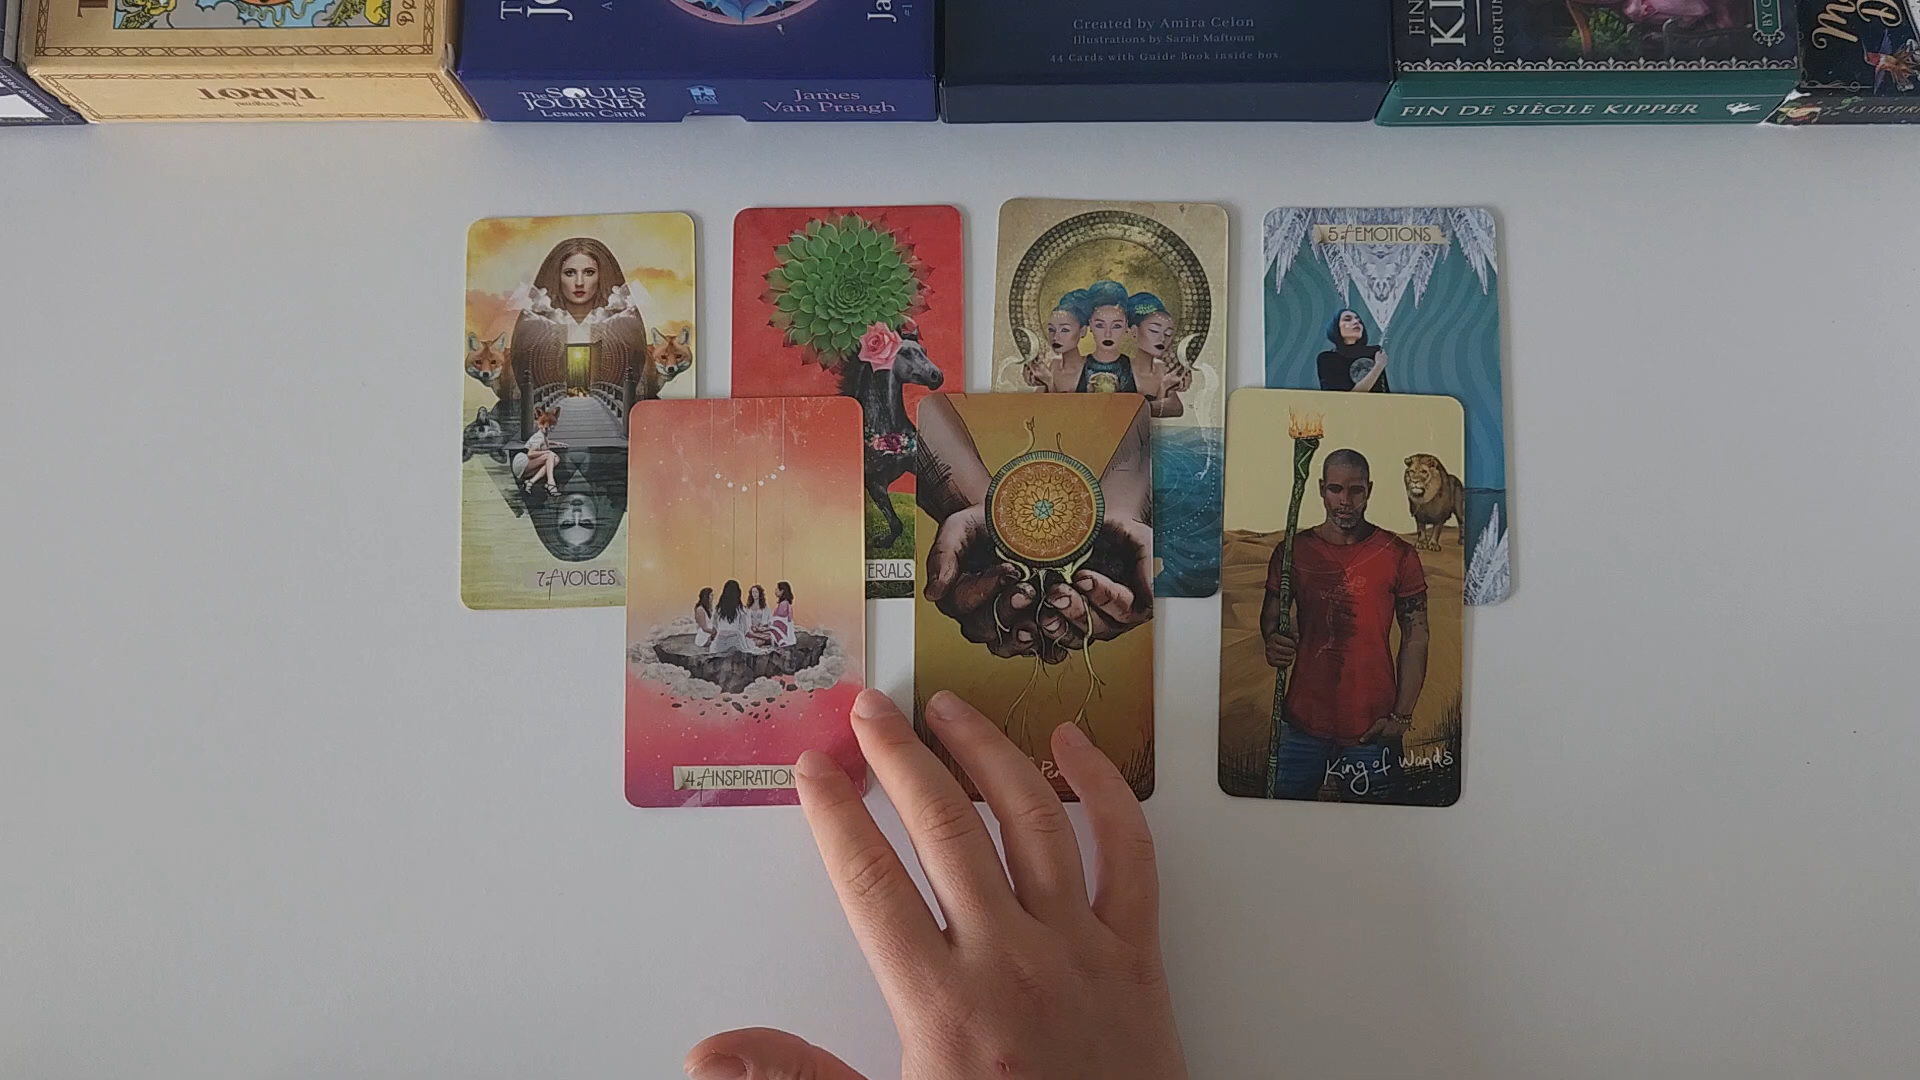 The Original
TAROT
The SOUL'S
JOURNEY
Lesson Cards
James
Van Praagh
Created by Amira Celon
Illustrations by Sarah Maftoum
44 Cards with Guide Book inside box.
FIN DE SIÈCLE KIPPER
5 of EMOTIONS
7 of VOICES
4 of INSPIRATION
King of Wands